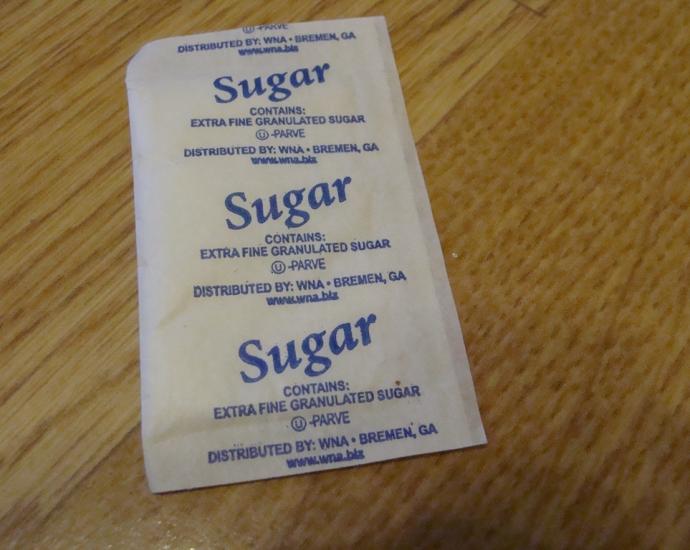 Ⓤ-PARVE
DISTRIBUTED BY: WNA • BREMEN, GA
www.wna.biz
Sugar
CONTAINS:
EXTRA FINE GRANULATED SUGAR
Ⓤ-PARVE
DISTRIBUTED BY: WNA • BREMEN, GA
www.wna.biz
Sugar
CONTAINS:
EXTRA FINE GRANULATED SUGAR
Ⓤ-PARVE
DISTRIBUTED BY: WNA • BREMEN, GA
www.wna.biz
Sugar
CONTAINS:
EXTRA FINE GRANULATED SUGAR
Ⓤ-PARVE
DISTRIBUTED BY: WNA • BREMEN, GA
www.wna.biz